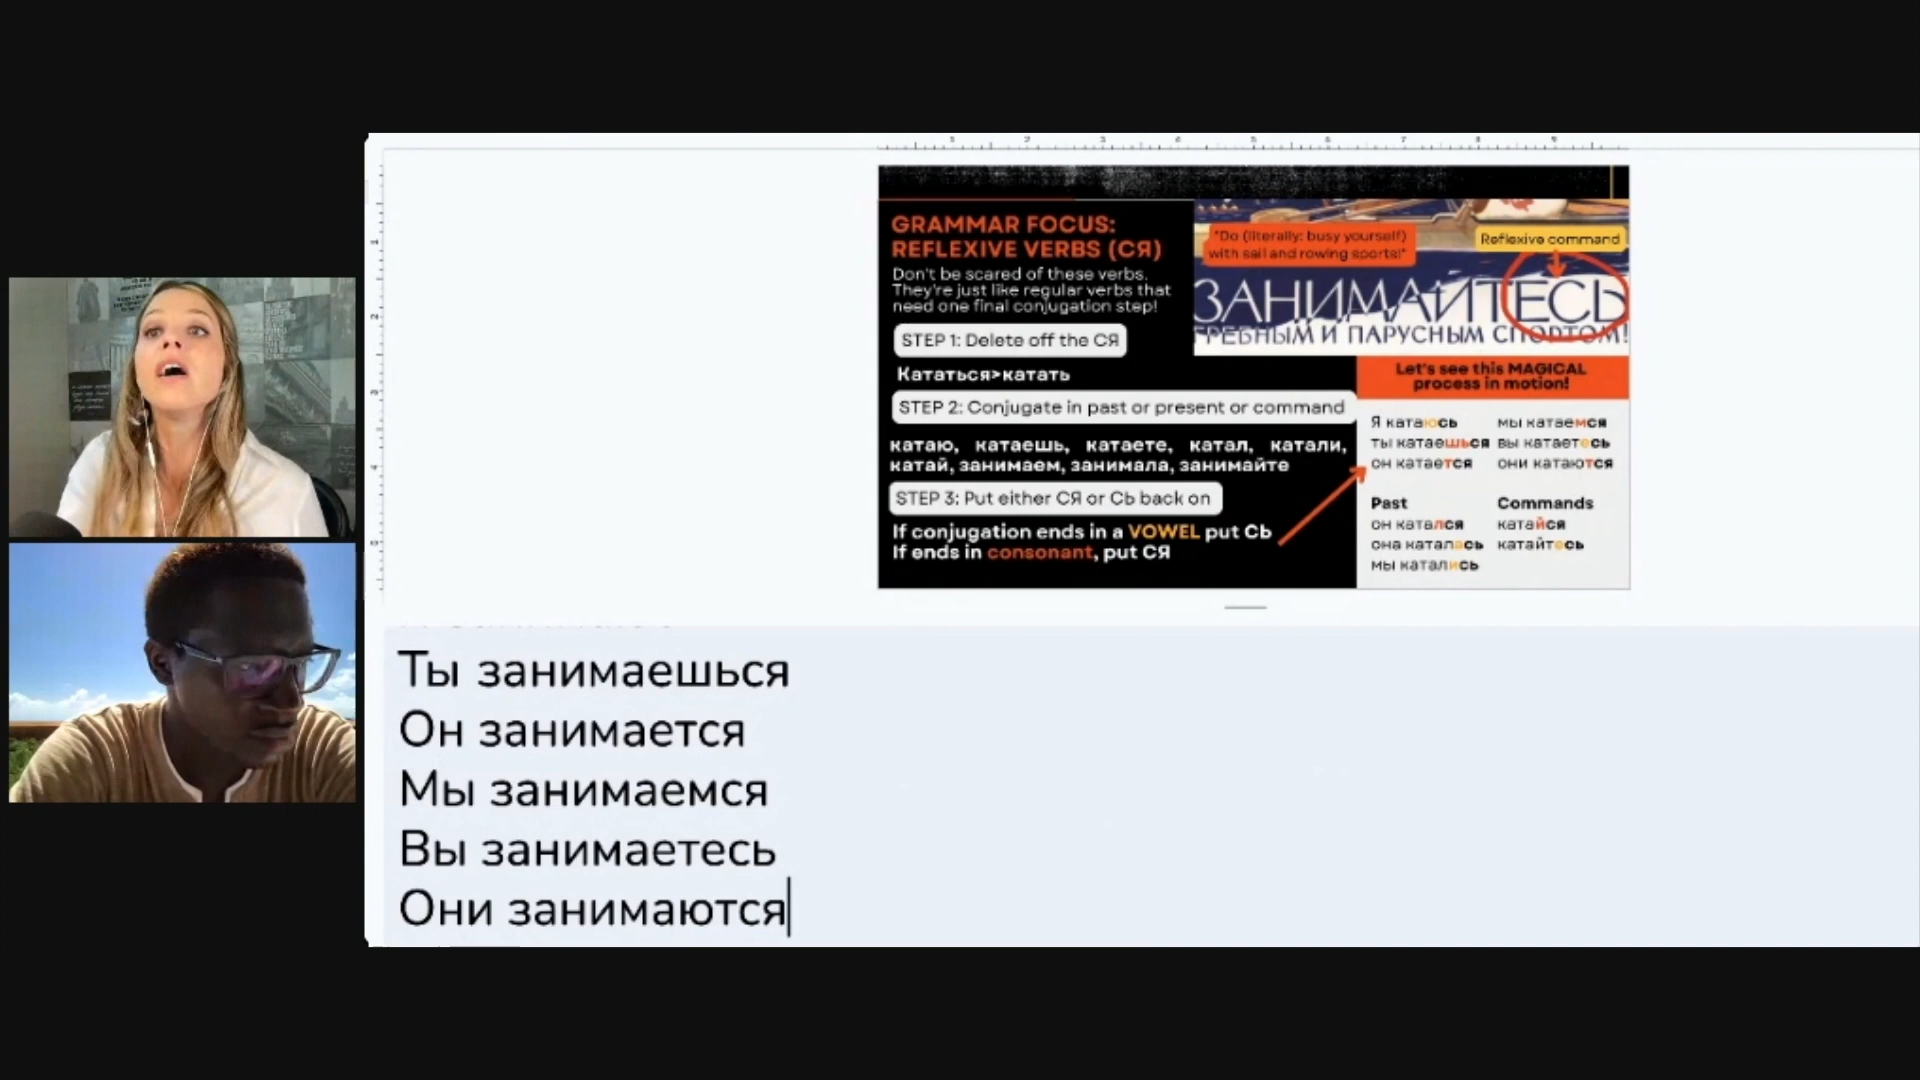 GRAMMAR FOCUS:
REFLEXIVE VERBS (СЯ)
Don't be scared of these verbs.
They're just like regular verbs that
need one final conjugation step!
STEP 1: Delete off the СЯ
Кататься>катать
STEP 2: Conjugate in past or present or command
катаю, катаешь, катаете, катал, катали,
катай, занимаем, занимала, занимайте
STEP 3: Put either СЯ or Сь back on
If conjugation ends in a VOWEL put Сь
If ends in consonant, put СЯ
"Do (literally: busy yourself)
with sail and rowing sports!"
Reflexive command
ЗАНИМАЙТЕСЬ
ГРЕБНЫМ И ПАРУСНЫМ СПОРТОМ!
Let's see this MAGICAL
process in motion!
Я катаюсь
ты катаешься
он катается
мы катаемся
вы катаетесь
они катаются
Past
он катался
она каталась
мы катались
Commands
катайся
катайтесь
Ты занимаешься
Он занимается
Мы занимаемся
Вы занимаетесь
Они занимаются